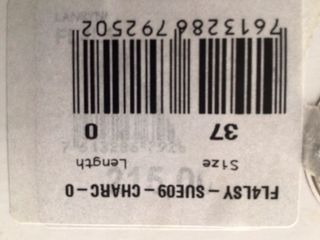 FL4LSY-SUE09-CHARC-0
Size Length
37 0
7613286792502